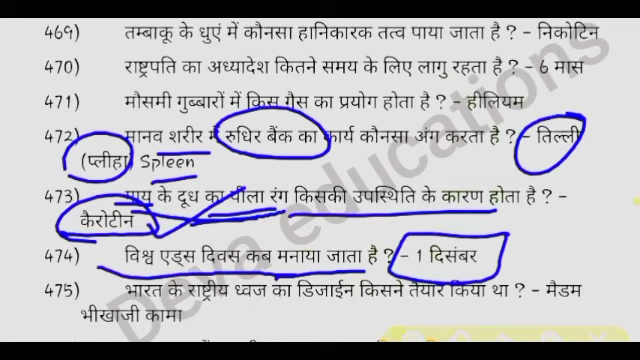 469) तम्बाकू के धुएं में कौनसा हानिकारक तत्व पाया जाता है ? - निकोटिन
470) राष्ट्रपति का अध्यादेश कितने समय के लिए लागु रहता है ? - 6 मास
471) मौसमी गुब्बारों में किस गैस का प्रयोग होता है ? - हीलियम
472) मानव शरीर में रुधिर बैंक का कार्य कौनसा अंग करता है ? - तिल्ली
(प्लीहा) Spleen
473) गाय के दूध का पीला रंग किसकी उपस्थिति के कारण होता है ? -
कैरोटीन
474) विश्व एड्स दिवस कब मनाया जाता है ? - 1 दिसंबर
475) भारत के राष्ट्रीय ध्वज का डिजाईन किसने तैयार किया था ? - मैडम
भीखाजी कामा
Deva educations